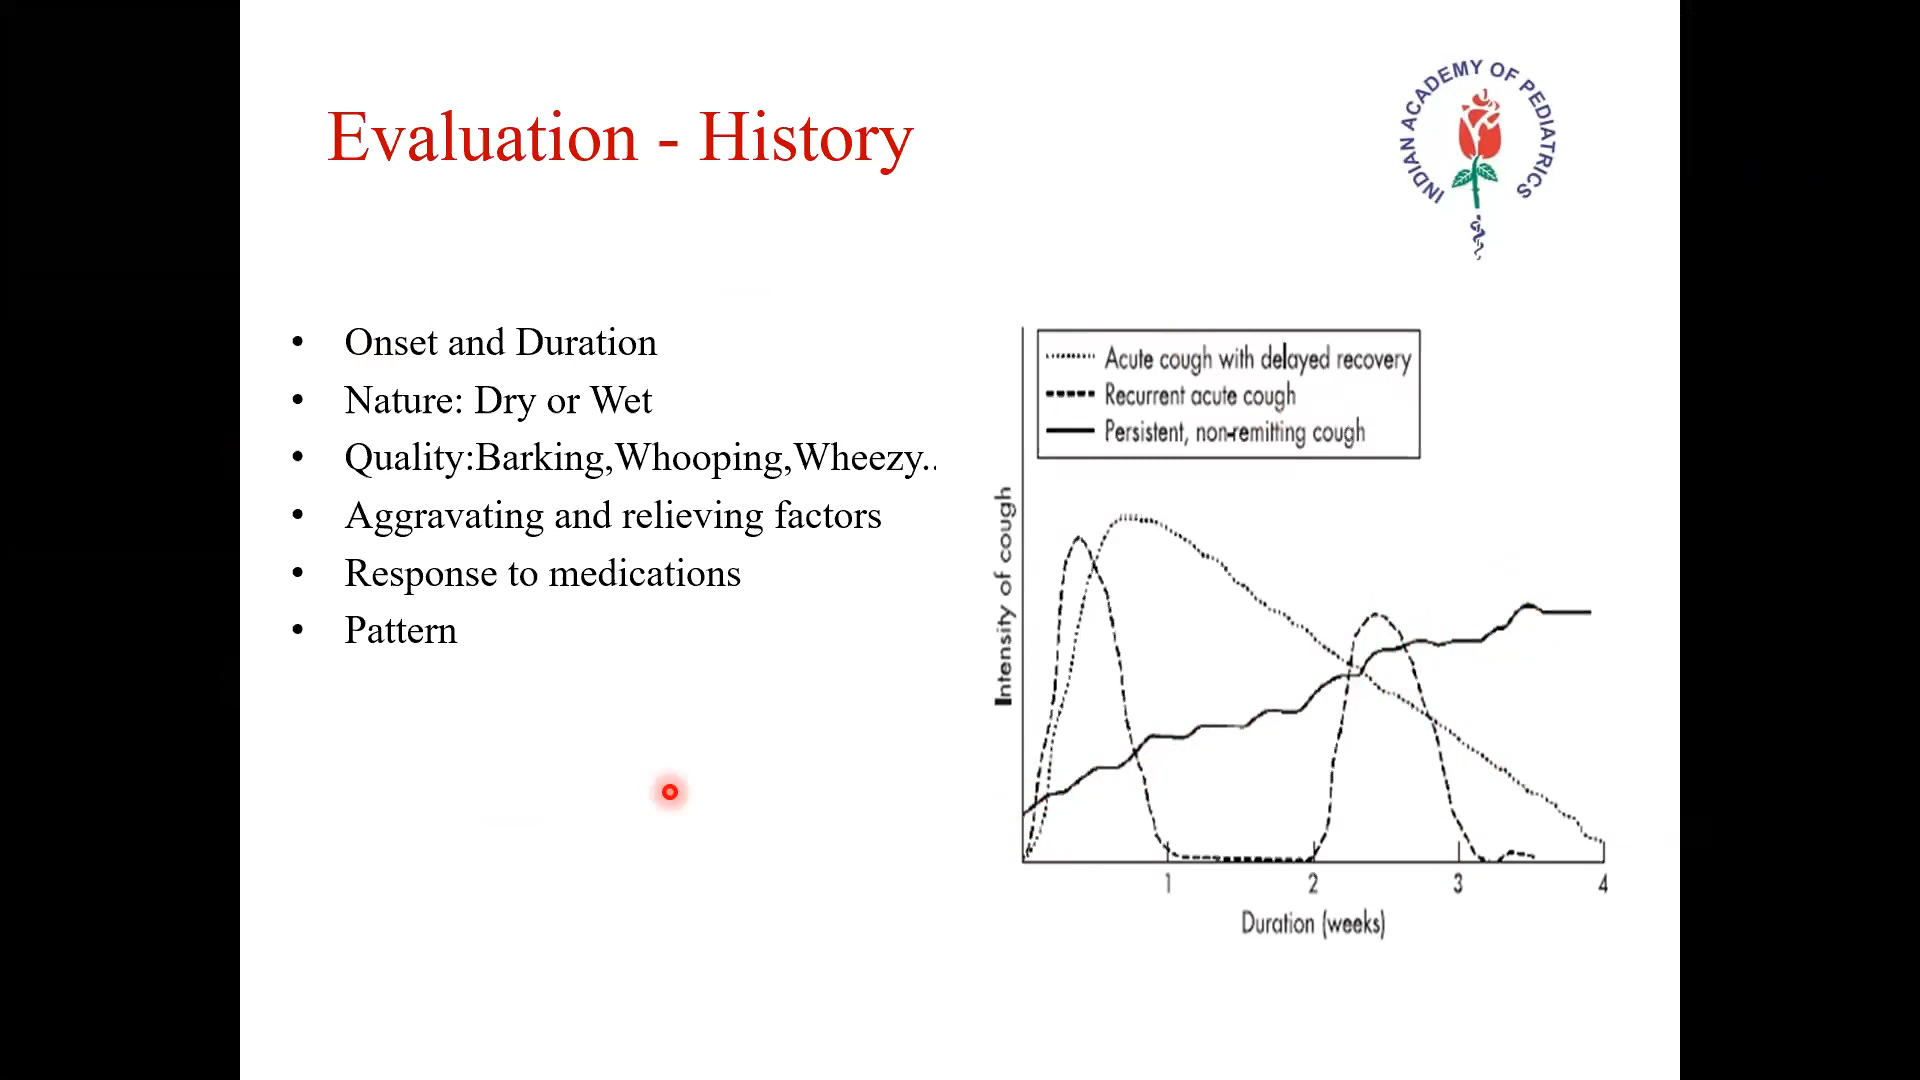 INDIAN ACADEMY OF PEDIATRICS
Evaluation - History
• Onset and Duration
• Nature: Dry or Wet
• Quality:Barking,Whooping,Wheezy..
• Aggravating and relieving factors
• Response to medications
• Pattern
Acute cough with delayed recovery
Recurrent acute cough
Persistent, non-remitting cough
Intensity of cough
1 2 3 4
Duration (weeks)